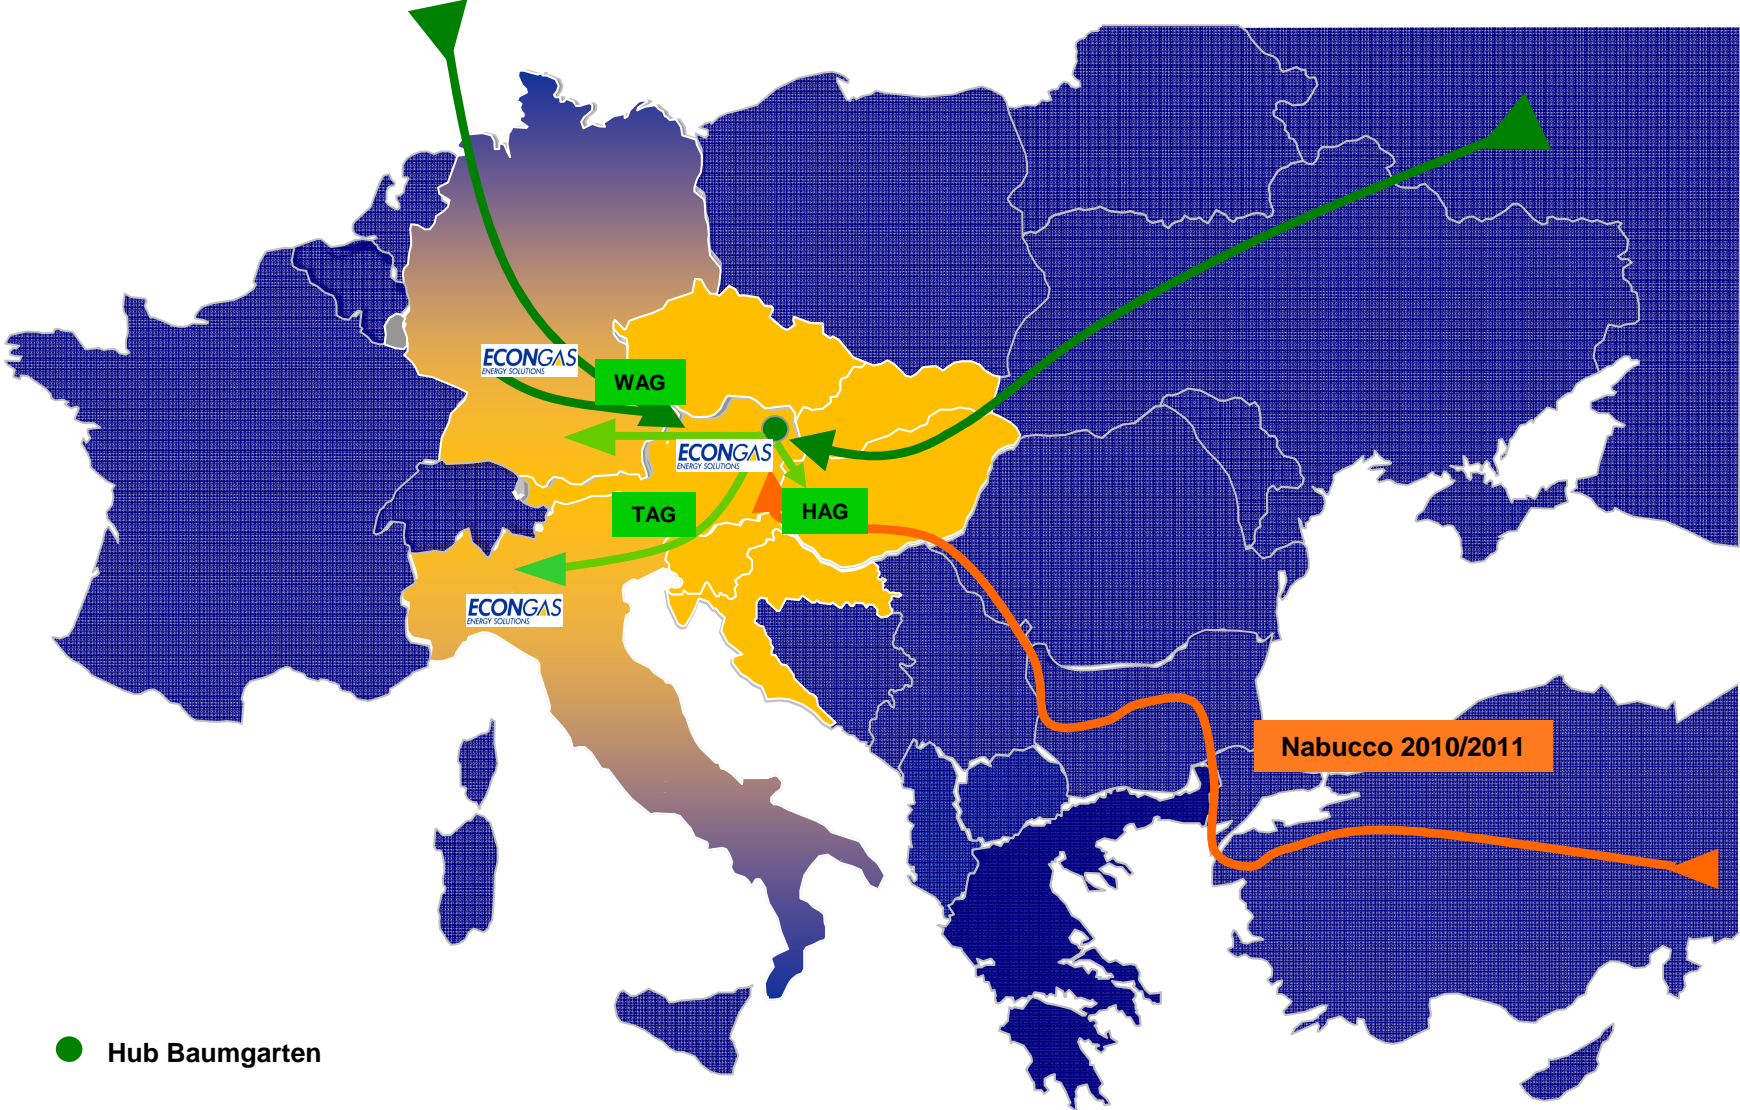 ECONGAS
ENERGY SOLUTIONS
WAG
ECONGAS
ENERGY SOLUTIONS
TAG
HAG
ECONGAS
ENERGY SOLUTIONS
Nabucco 2010/2011
Hub Baumgarten